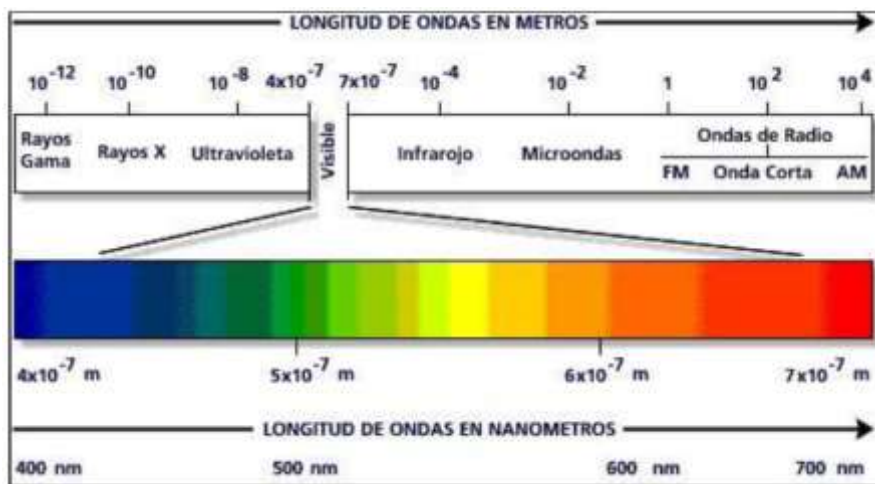 LONGITUD DE ONDAS EN METROS
10⁻¹² 10⁻¹⁰ 10⁻⁸ 4x10⁻⁷ 7x10⁻⁷ 10⁻⁴ 10⁻² 1 10² 10⁴
Rayos Gama Rayos X Ultravioleta Visible Infrarojo Microondas Ondas de Radio
FM Onda Corta AM
4x10⁻⁷ m 5x10⁻⁷ m 6x10⁻⁷ m 7x10⁻⁷ m
LONGITUD DE ONDAS EN NANOMETROS
400 nm 500 nm 600 nm 700 nm